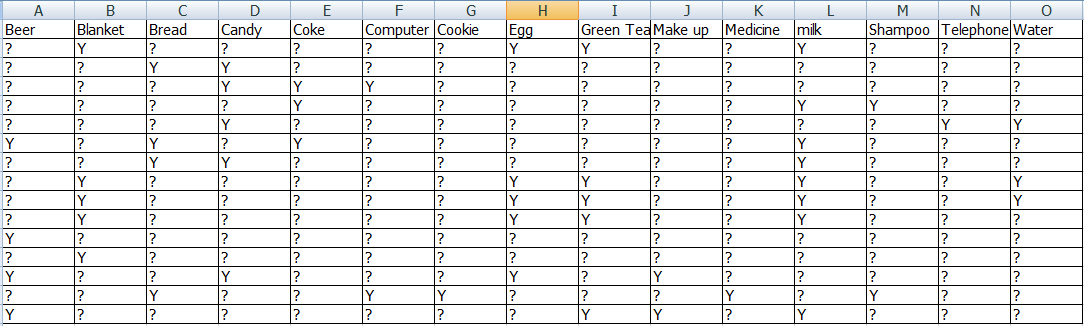 A B C D E F G H I J K L M N O
Beer Blanket Bread Candy Coke Computer Cookie Egg Green Tea Make up Medicine milk Shampoo Telephone Water
? Y ? ? ? ? ? Y Y ? ? Y ? ? ?
? ? Y Y ? ? ? ? ? ? ? ? ? ? ?
? ? ? Y Y Y ? ? ? ? ? ? ? ? ?
? ? ? ? Y ? ? ? ? ? ? Y Y ? ?
? ? ? Y ? ? ? ? ? ? ? ? ? Y Y
Y ? Y ? Y ? ? ? ? ? ? Y ? ? ?
? ? Y Y ? ? ? ? ? ? ? Y ? ? ?
? Y ? ? ? ? ? Y Y ? ? Y ? ? Y
? Y ? ? ? ? ? Y Y ? ? Y ? ? Y
? Y ? ? ? ? ? Y Y ? ? Y ? ? ?
Y ? ? ? ? ? ? ? ? ? ? ? ? ? ?
? Y ? ? ? ? ? ? ? ? ? ? ? ? ?
Y ? ? Y ? ? ? Y ? Y ? ? ? ? ?
? ? Y ? ? Y Y ? ? ? Y ? Y ? ?
Y ? ? ? ? ? ? ? Y Y ? Y ? ? ?